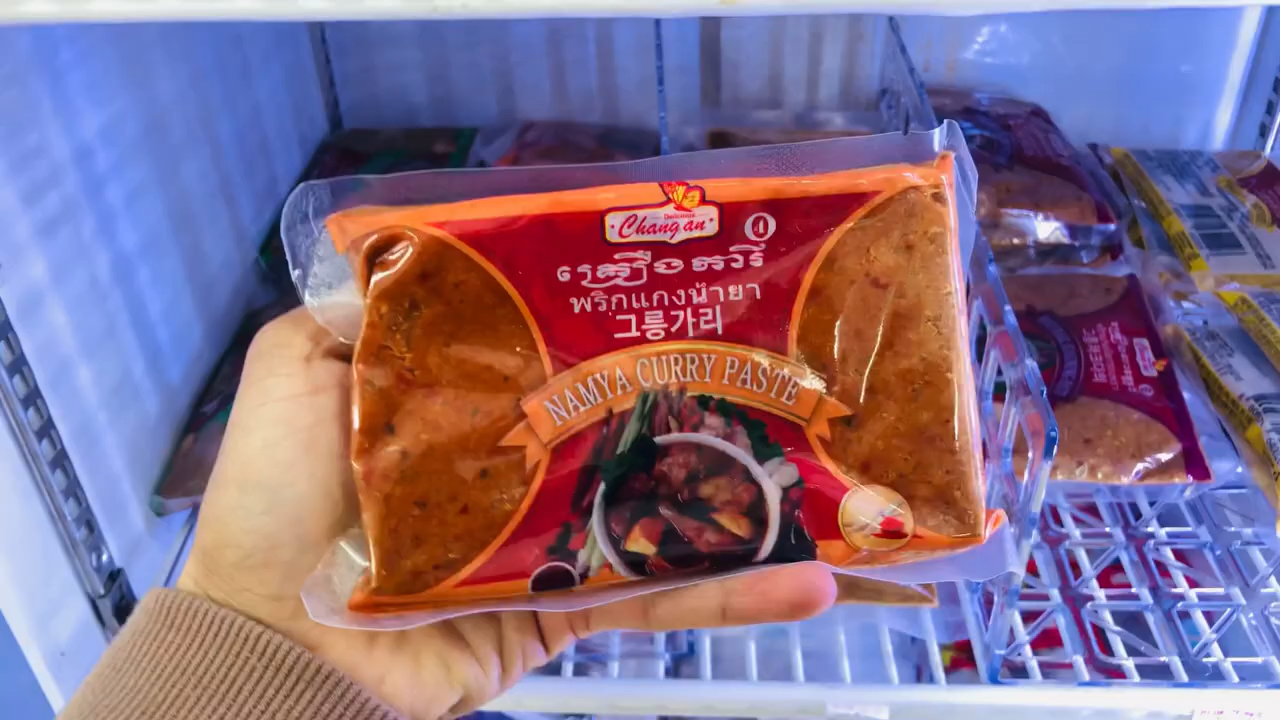 Delicious
Chang an
4
គ្រឿងការី
พริกแกงน้ำยา
그릉가리
NAMYA CURRY PASTE